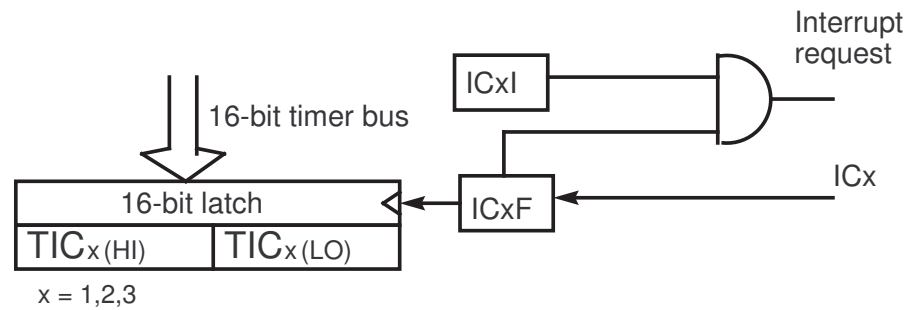 Interrupt
request
ICxI
16-bit timer bus
ICx
16-bit latch
ICxF
TICx (HI)
TICx (LO)
x = 1,2,3